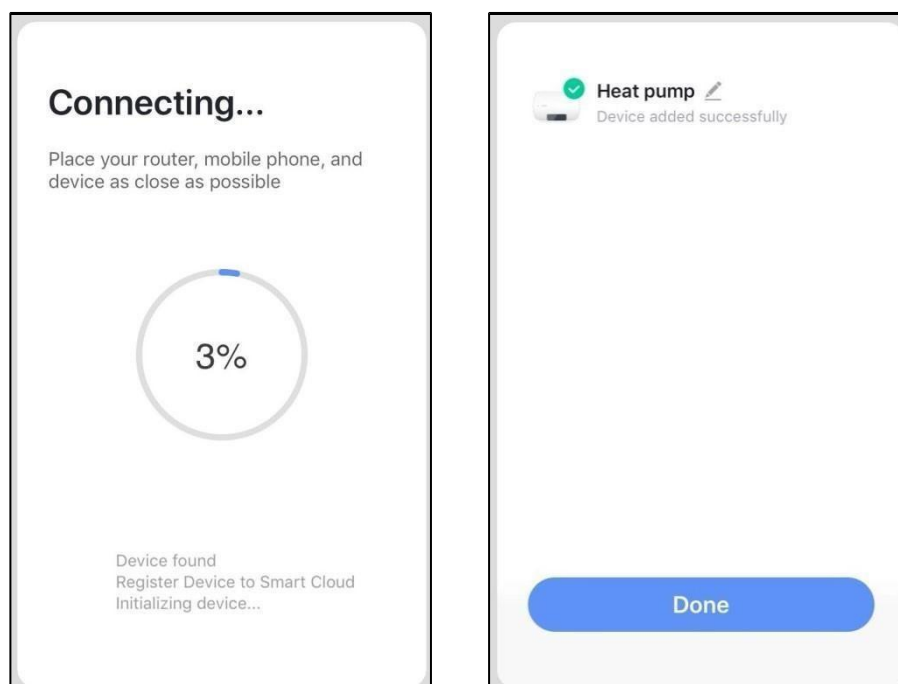 Connecting...
Place your router, mobile phone, and
device as close as possible
3%
Device found
Register Device to Smart Cloud
Initializing device...
Heat pump
Device added successfully
Done